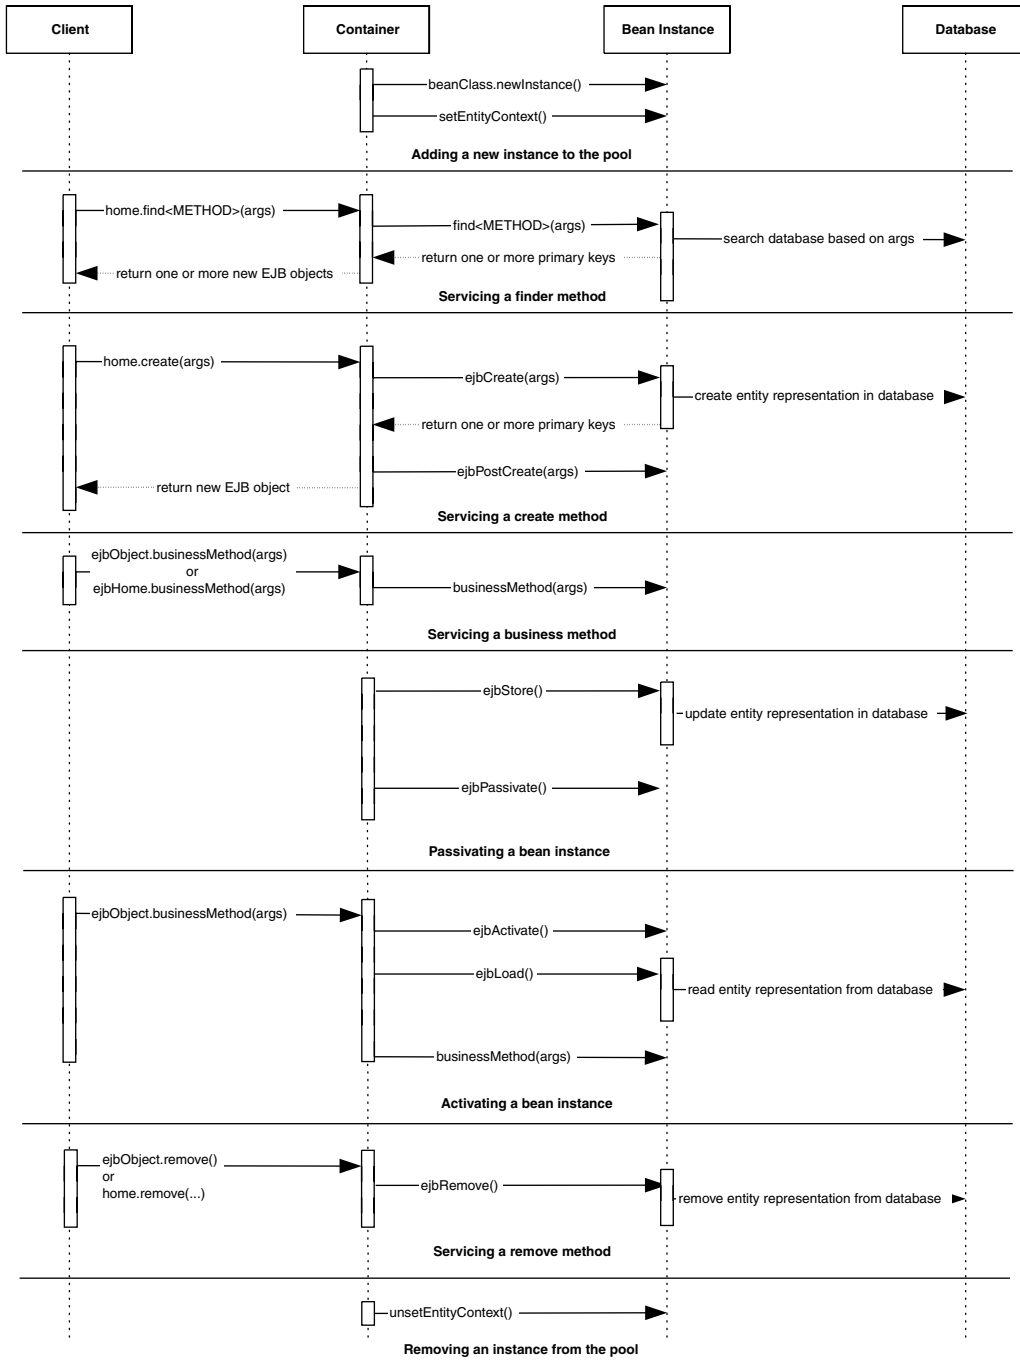 Client
Container
Bean Instance
Database
beanClass.newInstance()
setEntityContext()
Adding a new instance to the pool
home.find<METHOD>(args)
find<METHOD>(args)
search database based on args
return one or more primary keys
return one or more new EJB objects
Servicing a finder method
home.create(args)
ejbCreate(args)
create entity representation in database
return one or more primary keys
ejbPostCreate(args)
return new EJB object
Servicing a create method
ejbObject.businessMethod(args)
or
ejbHome.businessMethod(args)
businessMethod(args)
Servicing a business method
ejbStore()
update entity representation in database
ejbPassivate()
Passivating a bean instance
ejbObject.businessMethod(args)
ejbActivate()
ejbLoad()
read entity representation from database
businessMethod(args)
Activating a bean instance
ejbObject.remove()
or
home.remove(...)
ejbRemove()
remove entity representation from database
Servicing a remove method
unsetEntityContext()
Removing an instance from the pool